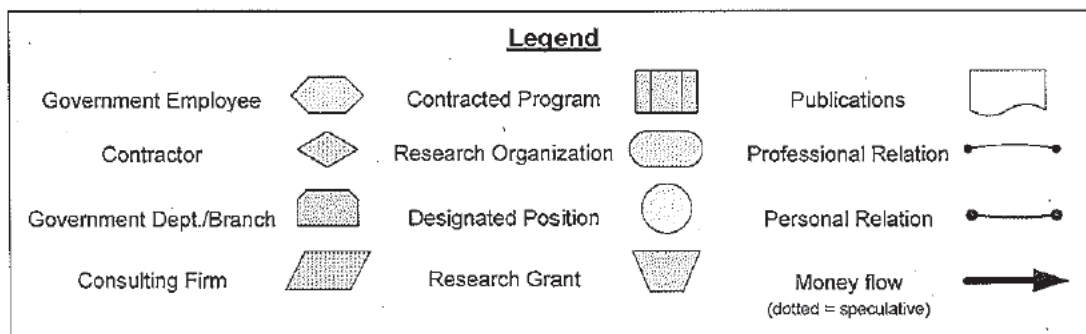 Legend
Government Employee
Contracted Program
Publications
Contractor
Research Organization
Professional Relation
Government Dept./Branch
Designated Position
Personal Relation
Consulting Firm
Research Grant
Money flow
(dotted = speculative)